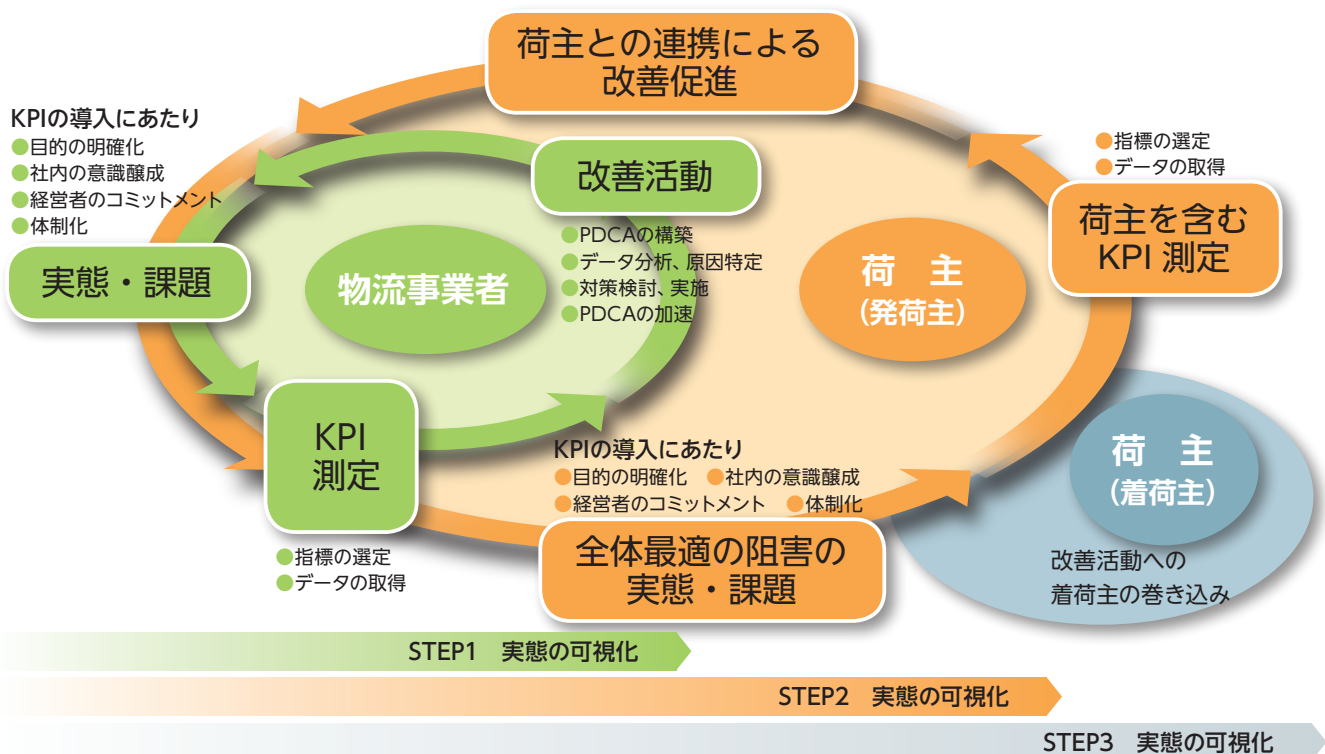 荷主との連携による
改善促進
KPIの導入にあたり
●目的の明確化
●社内の意識醸成
●経営者のコミットメント
●体制化
実態・課題
改善活動
●PDCAの構築
●データ分析、原因特定
●対策検討、実施
●PDCAの加速
物流事業者
KPI
測定
●指標の選定
●データの取得
●指標の選定
●データの取得
荷主を含む
KPI 測定
荷　主
(発荷主)
KPIの導入にあたり
●目的の明確化　●社内の意識醸成
●経営者のコミットメント　●体制化
全体最適の阻害の
実態・課題
荷　主
(着荷主)
改善活動への
着荷主の巻き込み
STEP1　実態の可視化
STEP2　実態の可視化
STEP3　実態の可視化